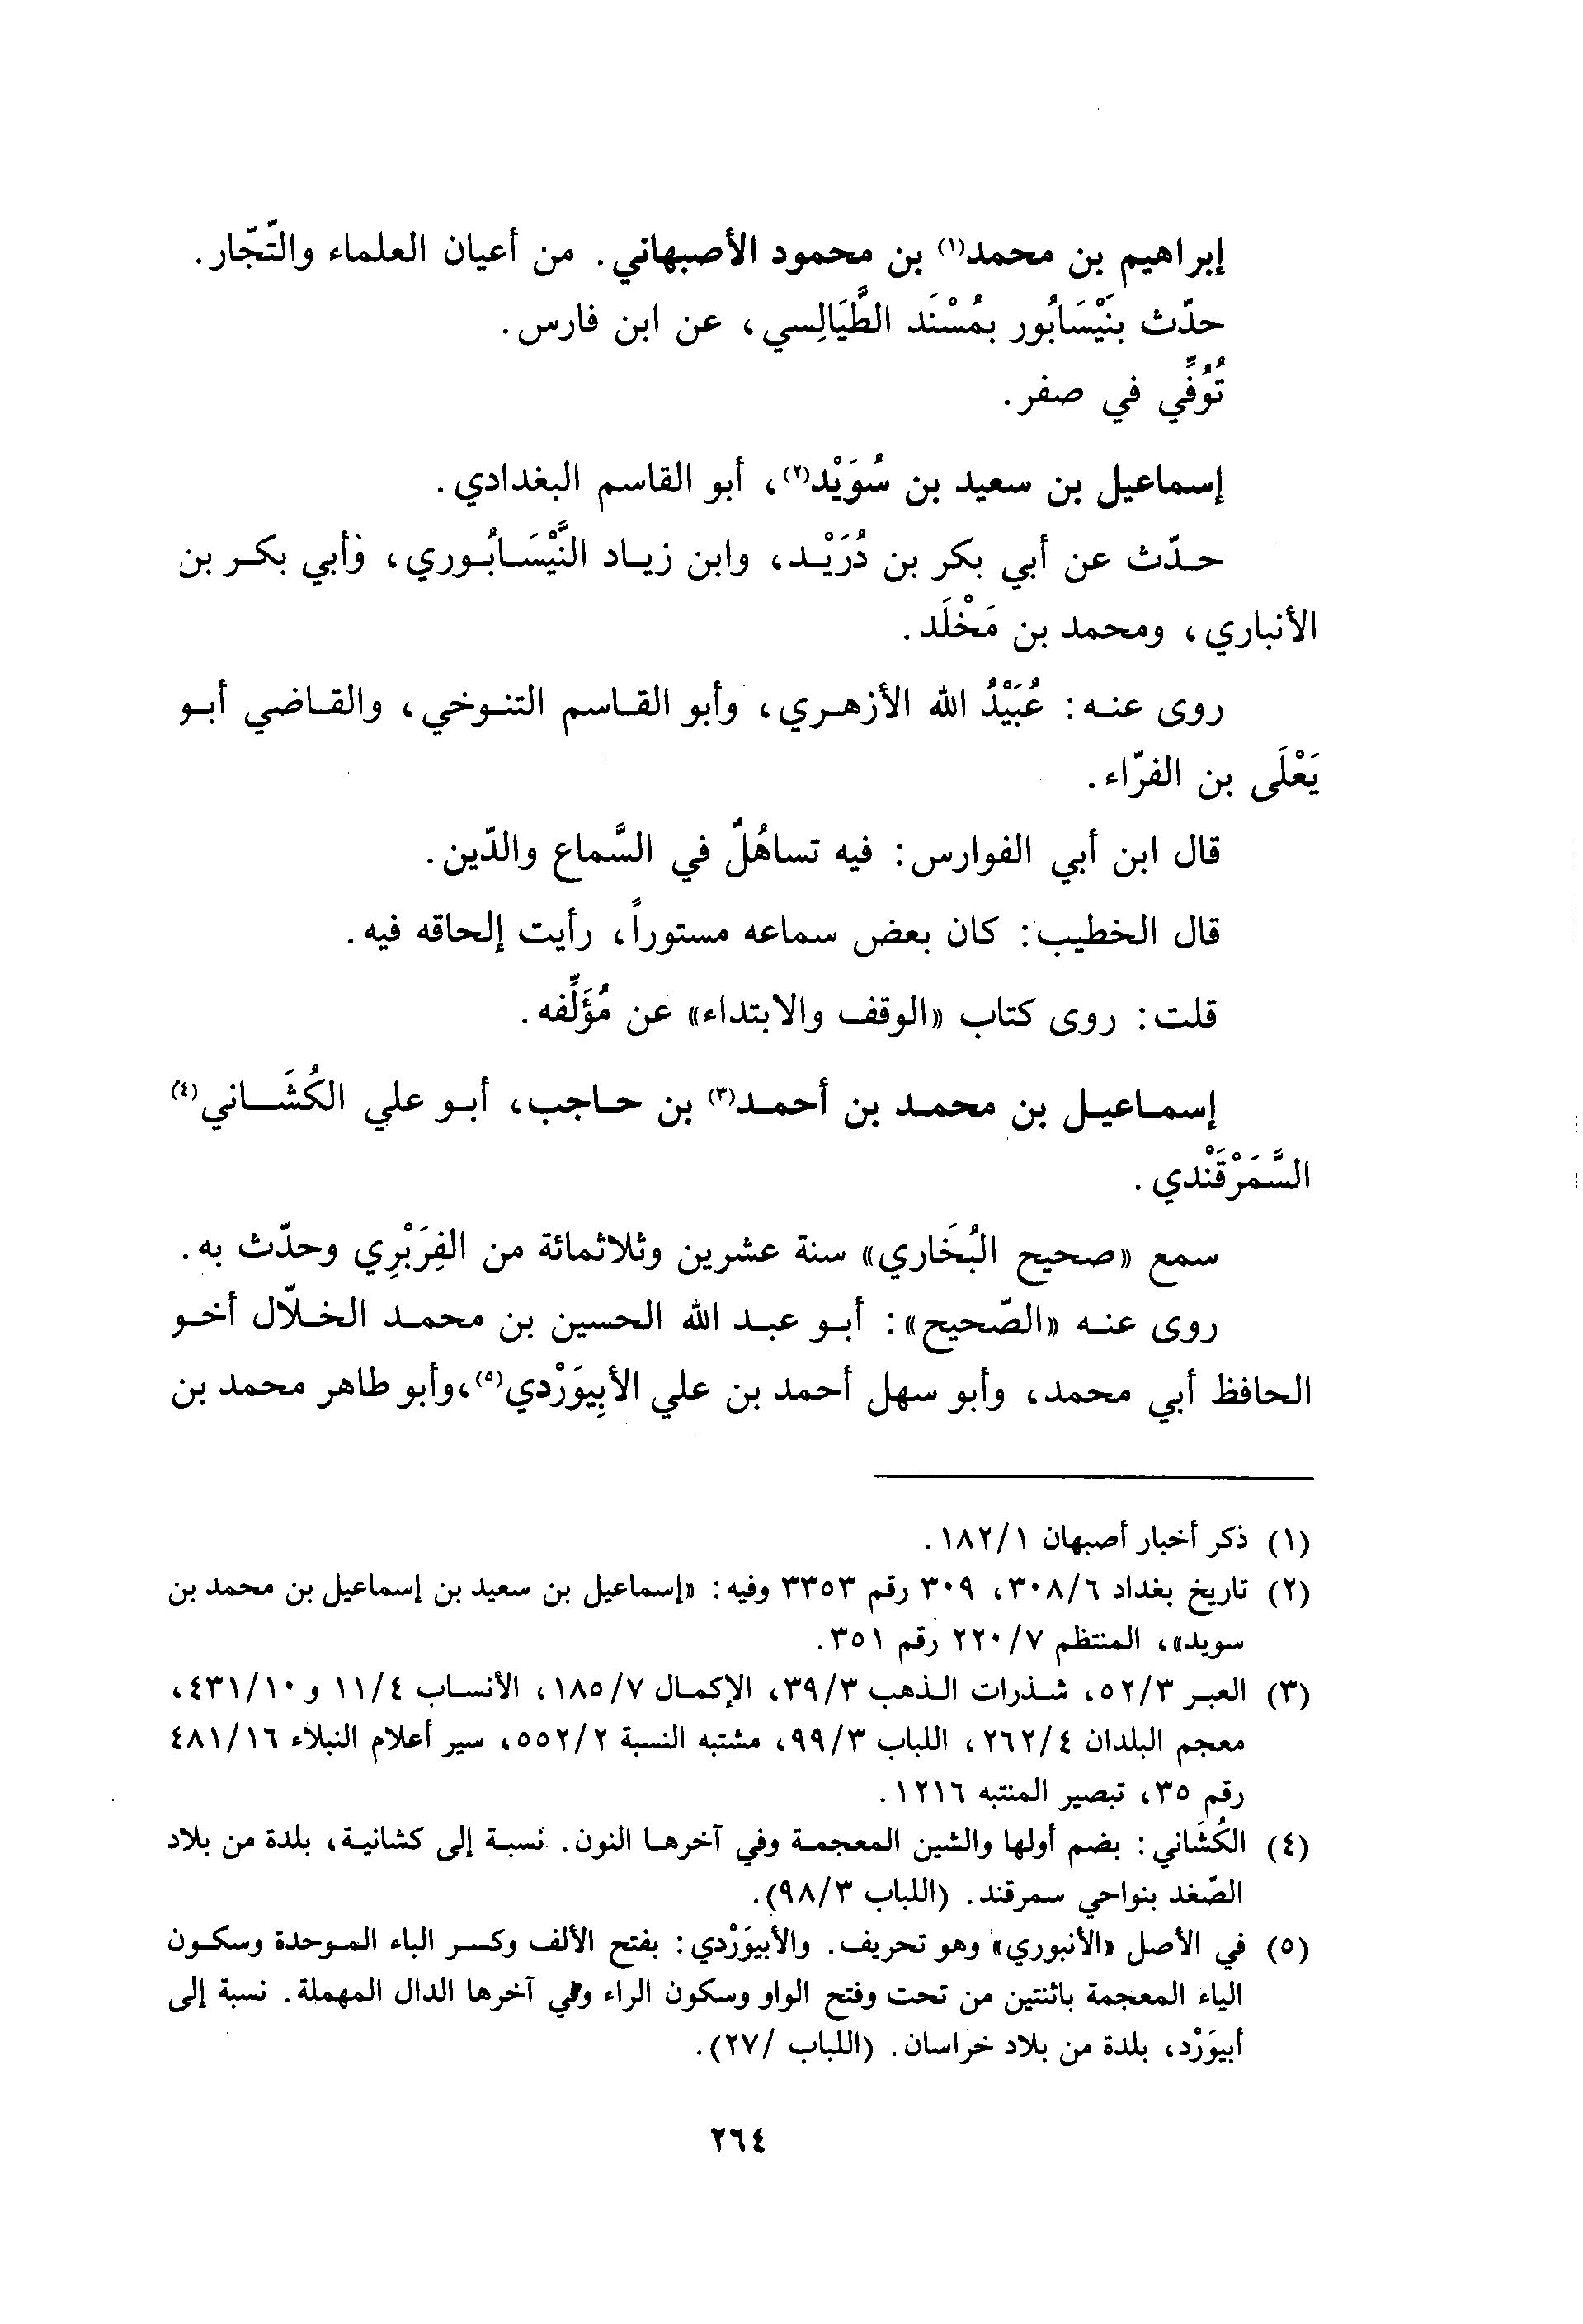 إبراهيم بن محمد(١) بن محمود الأصبهاني. من أعيان العلماء والتّجّار.
حدّث بنَيْسَابُور بمُسْنَد الطَّيَالِسي، عن ابن فارس.
تُوُفِّي في صفر.
إسماعيل بن سعيد بن سُوَيْد(٢)، أبو القاسم البغدادي.
حدّث عن أبي بكر بن دُرَيْد، وابن زياد النَّيْسَابُوري، وأبي بكر بن
الأنباري، ومحمد بن مَخْلَد.
روى عنه: عُبَيْدُ الله الأزهري، وأبو القاسم التنوخي، والقاضي أبو
يَعْلَى بن الفرّاء.
قال ابن أبي الفوارس: فيه تساهُلٌ في السَّماع والدّين.
قال الخطيب: كان بعض سماعه مستوراً، رأيت إلحاقه فيه.
قلت: روى كتاب «الوقف والابتداء» عن مُؤَلِّفه.
إسماعيل بن محمد بن أحمد(٣) بن حاجب، أبو علي الكُشَاني(٤)
السَّمَرْقَنْدي.
سمع «صحيح البُخَاري» سنة عشرين وثلاثمائة من الفِرَبْرِي وحدّث به.
روى عنه «الصّحيح»: أبو عبد الله الحسين بن محمد الخلّال أخو
الحافظ أبي محمد، وأبو سهل أحمد بن علي الأبِيوَرْدي(٥)، وأبو طاهر محمد بن
(١) ذكر أخبار أصبهان ١/ ١٨٢.
(٢) تاريخ بغداد ٦/ ٣٠٨، ٣٠٩ رقم ٣٣٥٣ وفيه: «إسماعيل بن سعيد بن إسماعيل بن محمد بن
سويد»، المنتظم ٧/ ٢٢٠ رقم ٣٥١.
(٣) العبر ٣/ ٥٢، شذرات الذهب ٣/ ٣٩، الإكمال ٧/ ١٨٥، الأنساب ٤/ ١١ و ١٠/ ٤٣١،
معجم البلدان ٤/ ٢٦٢، اللباب ٣/ ٩٩، مشتبه النسبة ٢/ ٥٥٢، سير أعلام النبلاء ١٦/ ٤٨١
رقم ٣٥، تبصير المنتبه ١٢١٦.
(٤) الكُشَاني: بضم أولها والشين المعجمة وفي آخرها النون. نسبة إلى كشانية، بلدة من بلاد
الصّغد بنواحي سمرقند. (اللباب ٣/ ٩٨).
(٥) في الأصل «الأنبوري» وهو تحريف. والأبيوَرْدي: بفتح الألف وكسر الباء الموحدة وسكون
الياء المعجمة باثنتين من تحت وفتح الواو وسكون الراء وفي آخرها الدال المهملة. نسبة إلى
أبيوَرْد، بلدة من بلاد خراسان. (اللباب /٢٧).
٢٦٤